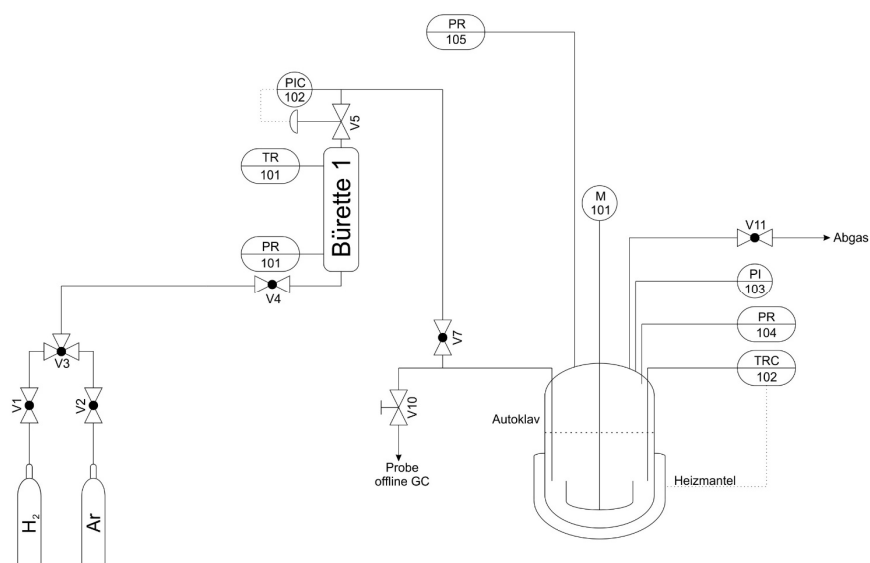 PR
105
PIC
102
V5
TR
101
Bürette 1
M
101
PR
101
V11
Abgas
V4
PI
103
PR
104
V3
V7
TRC
102
V1
V2
V10
Autoklav
Probe
offline GC
Heizmantel
H2
Ar